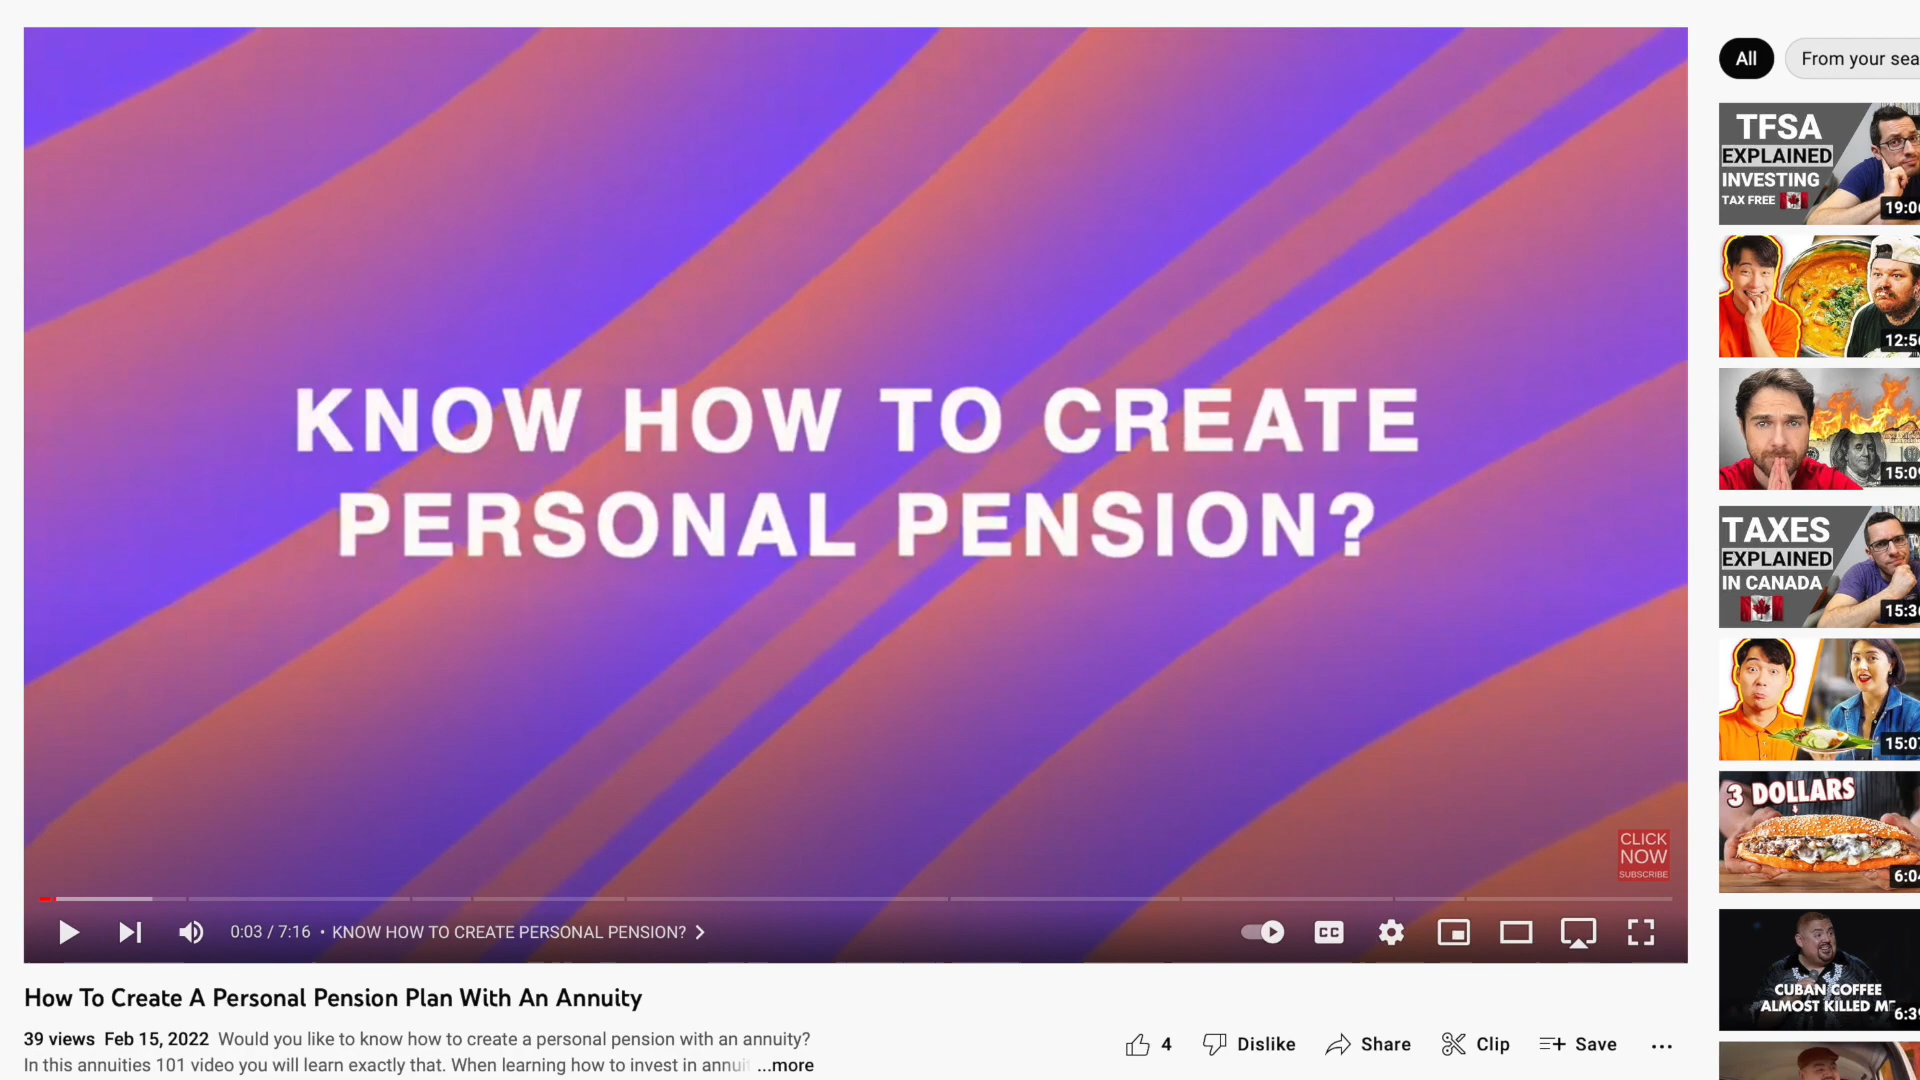 KNOW HOW TO CREATE
PERSONAL PENSION?
CLICK
NOW
SUBSCRIBE
0:03 / 7:16 • KNOW HOW TO CREATE PERSONAL PENSION?
CC
How To Create A Personal Pension Plan With An Annuity
39 views Feb 15, 2022 Would you like to know how to create a personal pension with an annuity?
In this annuities 101 video you will learn exactly that. When learning how to invest in annuit ...more
4 Dislike Share Clip Save
All From your sea
TFSA
EXPLAINED
INVESTING
TAX FREE
19:0
12:5
15:0
TAXES
EXPLAINED
IN CANADA
15:3
15:0
3 DOLLARS
6:0
CUBAN COFFEE
ALMOST KILLED M
6:3